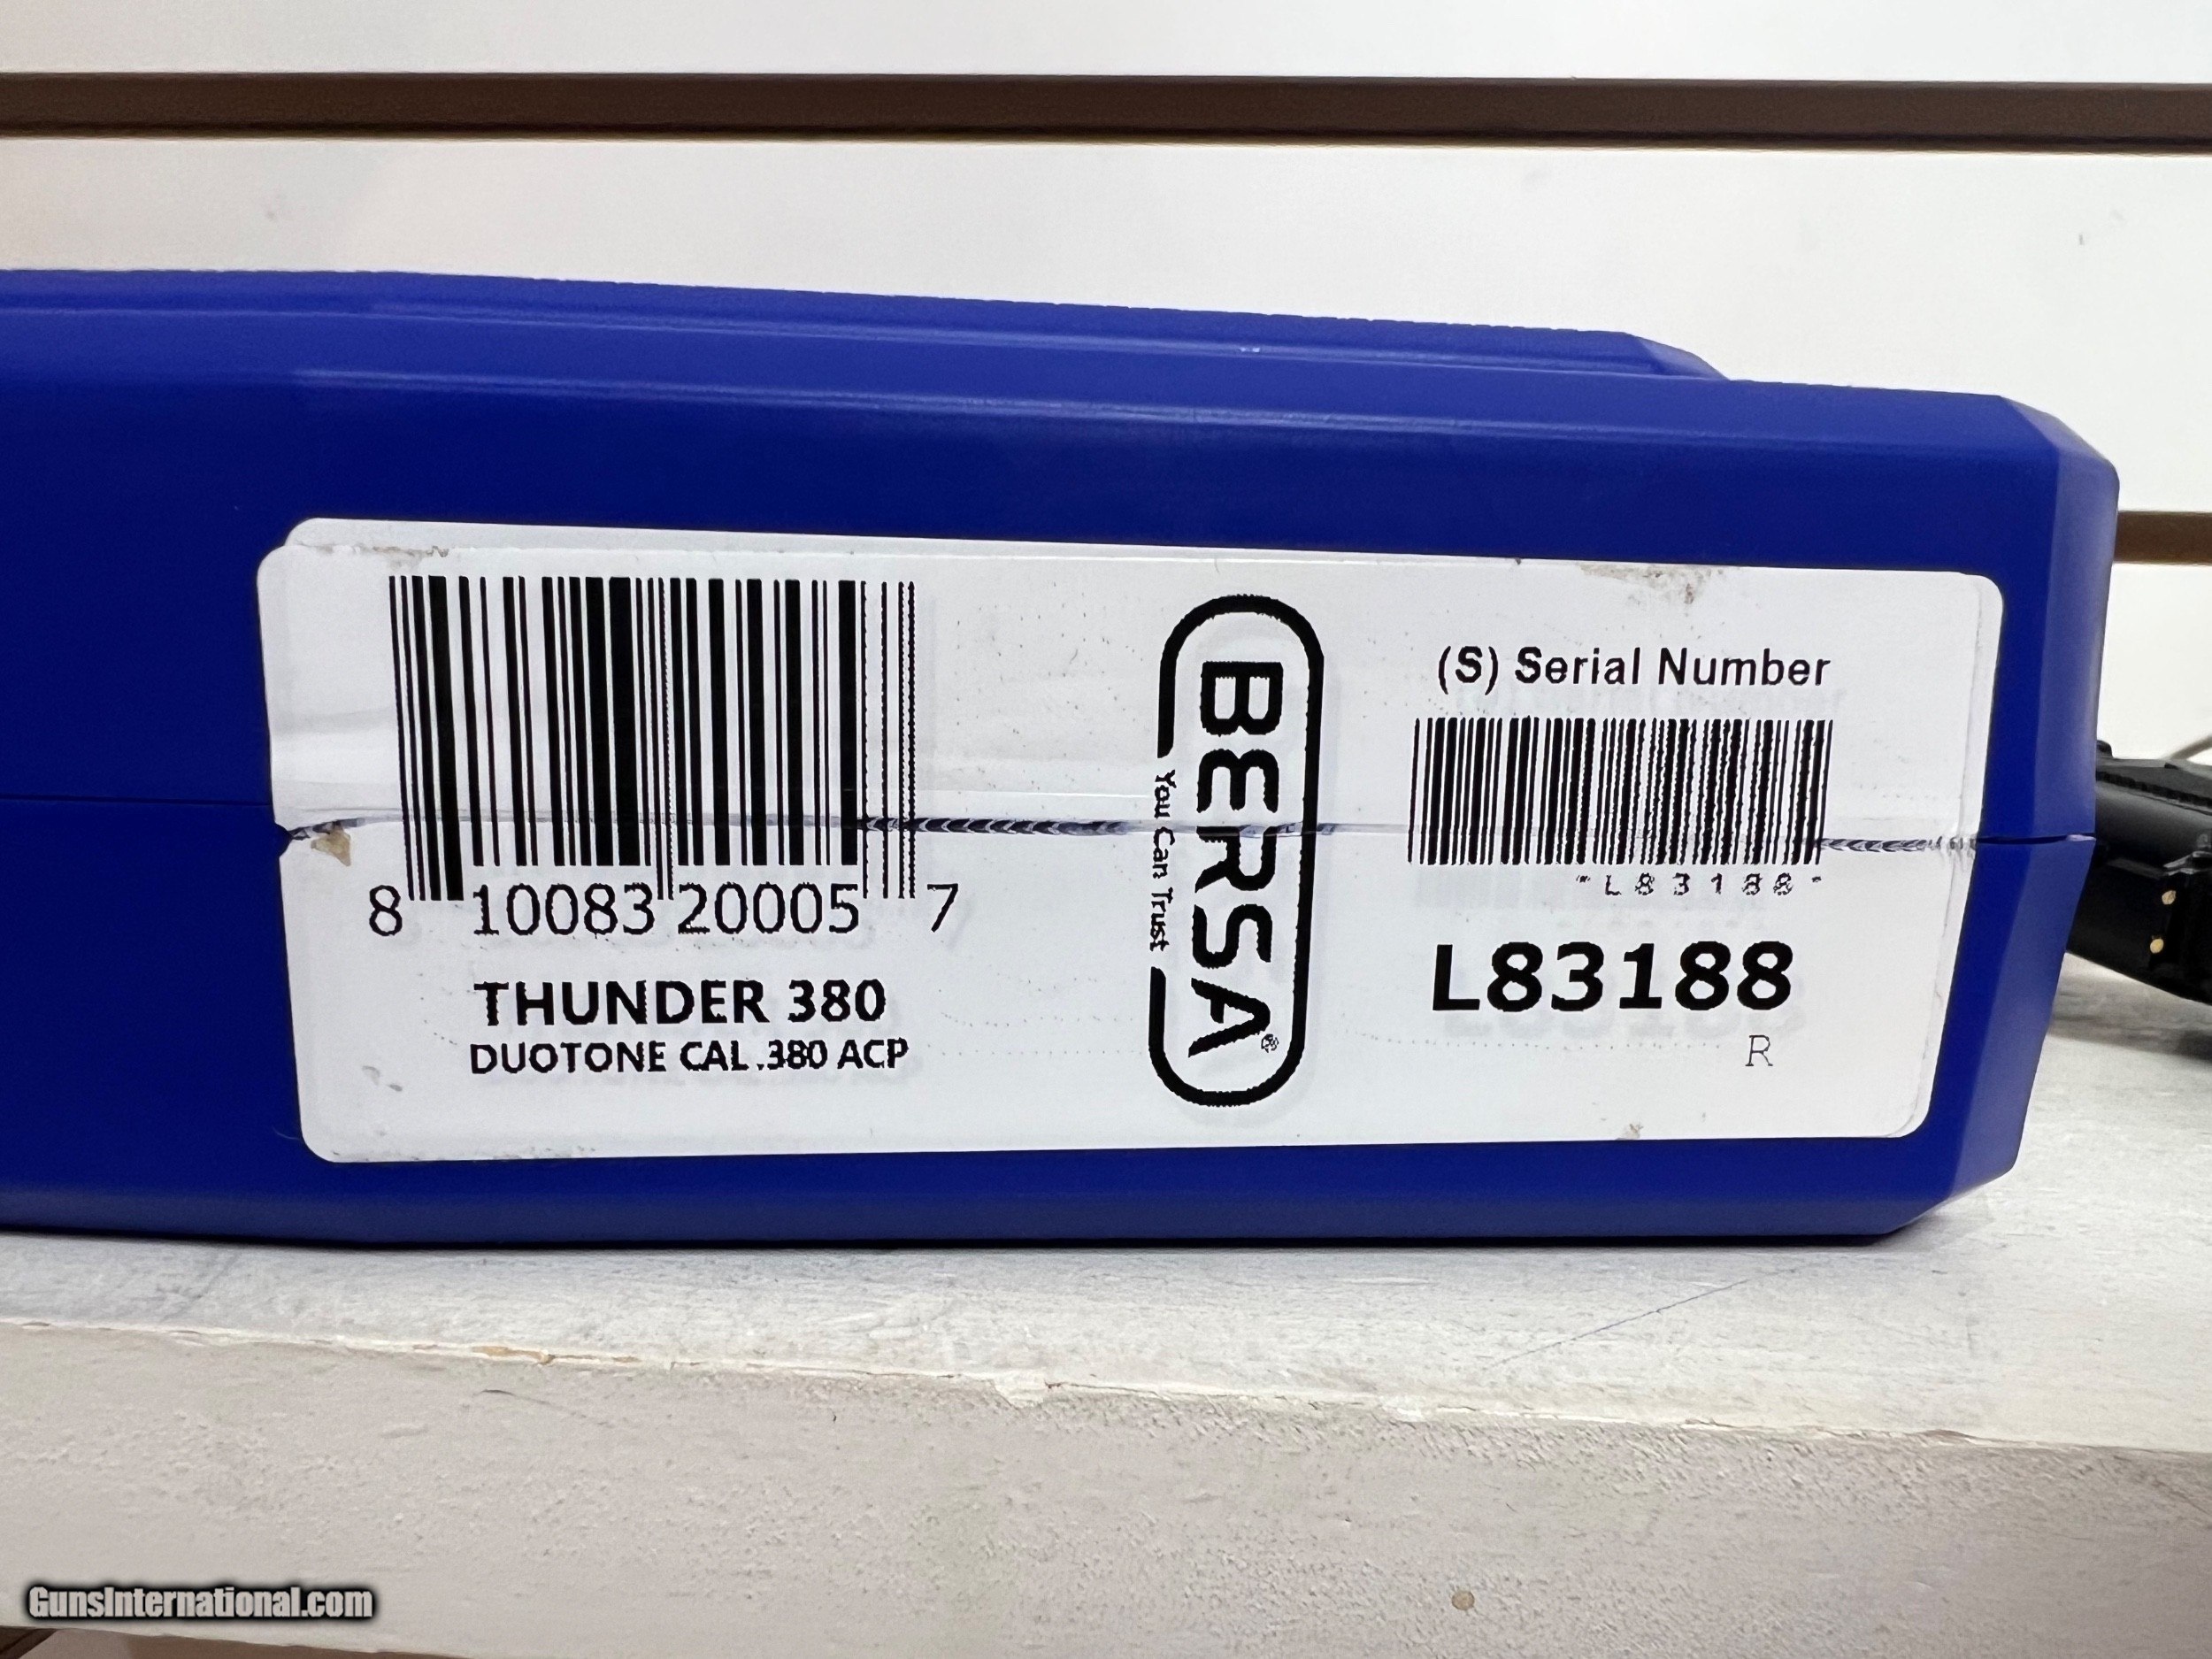 8 10083 20005 7
THUNDER 380
DUOTONE CAL .380 ACP
BERSA®
You Can Trust
(S) Serial Number
*L83188*
L83188
R
GunsInternational.com